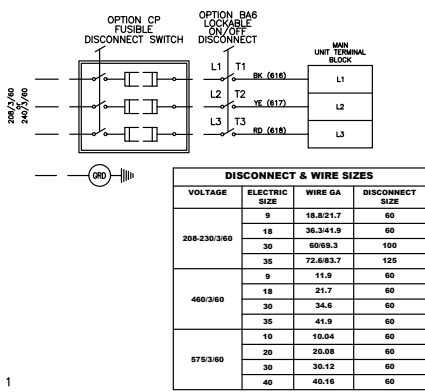 OPTION CP
FUSIBLE
DISCONNECT SWITCH
OPTION BA6
LOCKABLE
ON/OFF
DISCONNECT
MAIN
UNIT TERMINAL
BLOCK
208/3/60
or
240/3/60
L1 T1
BK (616)
L1
L2 T2
YE (617)
L2
L3 T3
RD (618)
L3
GRD
DISCONNECT & WIRE SIZES
VOLTAGE ELECTRIC SIZE WIRE GA DISCONNECT SIZE
208-230/3/60
9 18.8/21.7 60
18 36.3/41.9 60
30 60/69.3 100
35 72.6/83.7 125
460/3/60
9 11.9 60
18 21.7 60
30 34.6 60
35 41.9 60
575/3/60
10 10.04 60
20 20.08 60
30 30.12 60
40 40.16 60
1